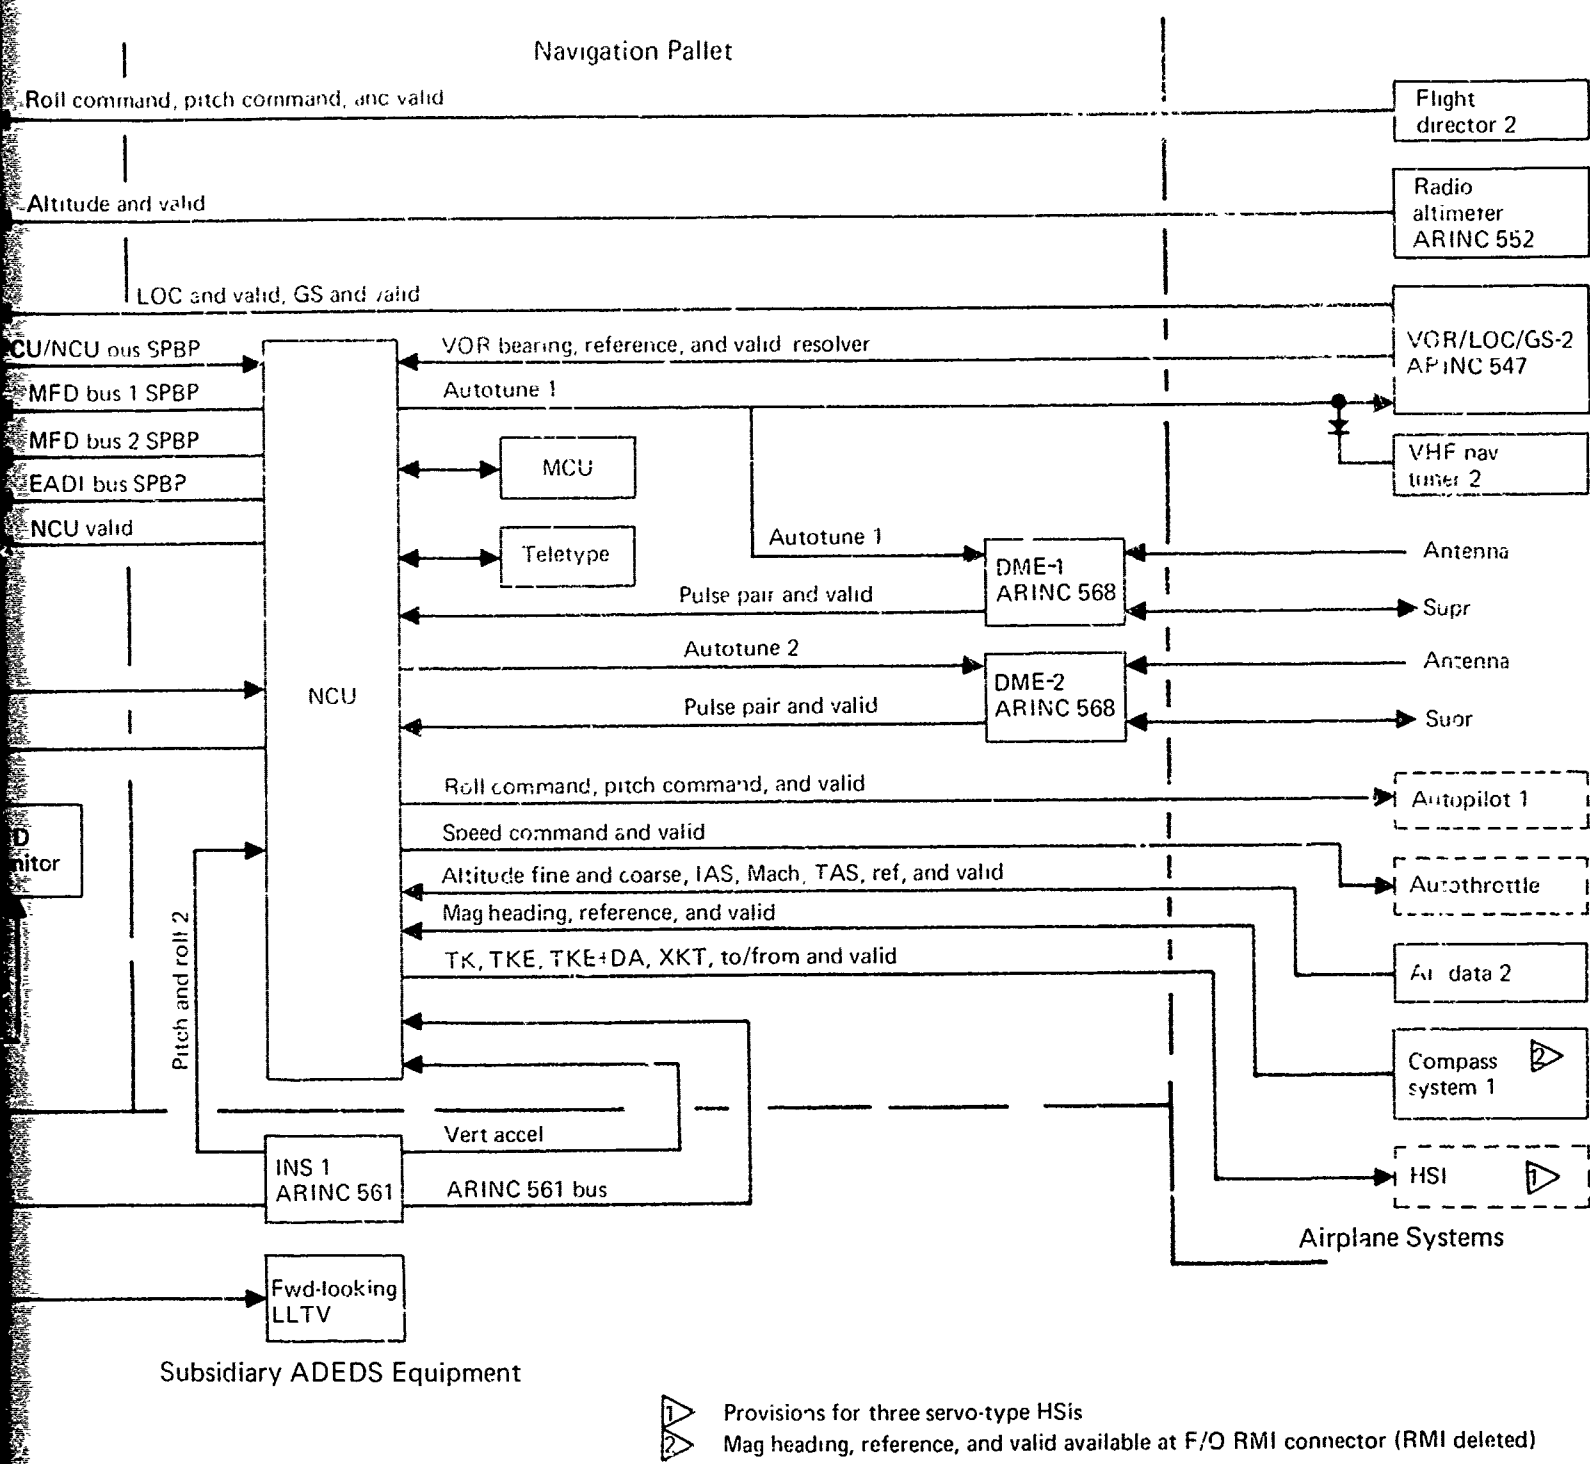 Navigation Pallet
Roll command, pitch command, and valid
Flight
director 2
Altitude and valid
Radio
altimeter
ARINC 552
LOC and valid, GS and valid
VOR/LOC/GS-2
ARINC 547
CU/NCU bus SPBP
VOR bearing, reference, and valid resolver
MFD bus 1 SPBP
Autotune 1
MFD bus 2 SPBP
MCU
VHF nav
tuner 2
EADI bus SPBP
NCU valid
Teletype
Autotune 1
DME-1
ARINC 568
Antenna
Pulse pair and valid
Supr
Autotune 2
Antenna
NCU
DME-2
ARINC 568
Pulse pair and valid
Supr
Roll command, pitch command, and valid
Autopilot 1
D
nitor
Speed command and valid
Altitude fine and coarse, IAS, Mach, TAS, ref, and valid
Autothrottle
Mag heading, reference, and valid
Pitch and roll 2
TK, TKE, TKE+DA, XKT, to/from and valid
Air data 2
Compass 2
system 1
Vert accel
INS 1
ARINC 561
ARINC 561 bus
HSI 1
Airplane Systems
Fwd-looking
LLTV
Subsidiary ADEDS Equipment
1 Provisions for three servo-type HSIs
2 Mag heading, reference, and valid available at F/O RMI connector (RMI deleted)